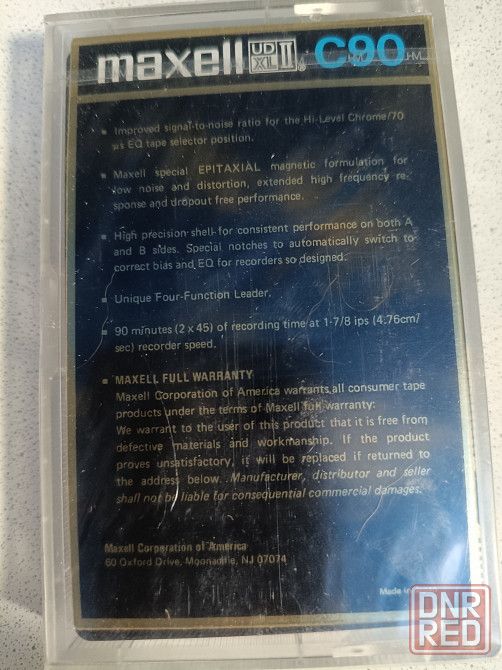 maxell UD XL II® C90
▪ Improved signal-to-noise ratio for the Hi-Level Chrome/70
µs EQ tape selector position.
▪ Maxell special EPITAXIAL magnetic formulation for
low noise and distortion, extended high frequency re-
sponse and dropout free performance.
▪ High precision shell for consistent performance on both A
and B sides. Special notches to automatically switch to
correct bias and EQ for recorders so designed.
▪ Unique Four-Function Leader.
▪ 90 minutes (2 x 45) of recording time at 1-7/8 ips (4.76cm/
sec) recorder speed.
▪ MAXELL FULL WARRANTY
Maxell Corporation of America warrants all consumer tape
products under the terms of Maxell full warranty:
We warrant to the user of this product that it is free from
defective materials and workmanship. If the product
proves unsatisfactory, it will be replaced if returned to
the address below. Manufacturer, distributor and seller
shall not be liable for consequential commercial damages.
Maxell Corporation of America
60 Oxford Drive, Moonachie, NJ 07074
Made in
DNR
RED